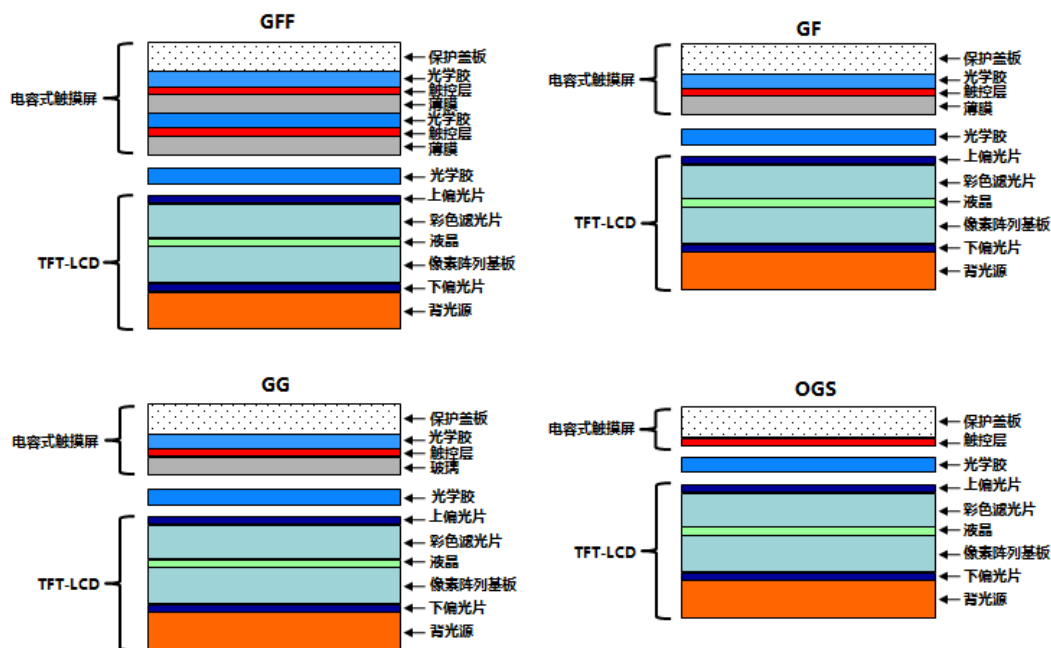 GFF
保护盖板
光学胶
触控层
薄膜
光学胶
触控层
薄膜
电容式触摸屏
光学胶
上偏光片
彩色滤光片
液晶
像素阵列基板
下偏光片
背光源
TFT-LCD
GF
保护盖板
光学胶
触控层
薄膜
电容式触摸屏
光学胶
上偏光片
彩色滤光片
液晶
像素阵列基板
下偏光片
背光源
TFT-LCD
GG
保护盖板
光学胶
触控层
玻璃
电容式触摸屏
光学胶
上偏光片
彩色滤光片
液晶
像素阵列基板
下偏光片
背光源
TFT-LCD
OGS
保护盖板
触控层
电容式触摸屏
光学胶
上偏光片
彩色滤光片
液晶
像素阵列基板
下偏光片
背光源
TFT-LCD